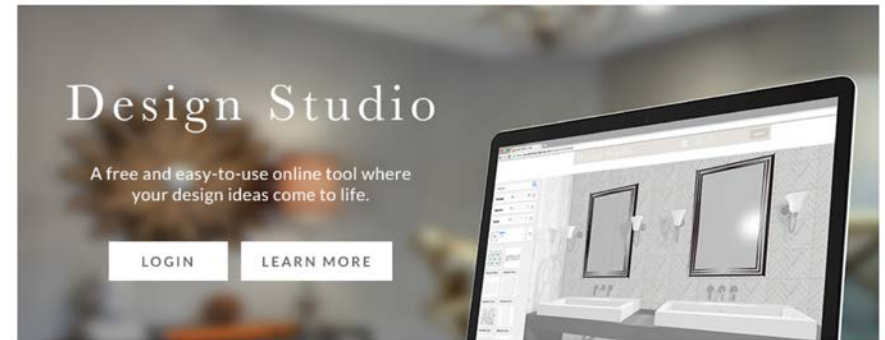 Design Studio
A free and easy-to-use online tool where
your design ideas come to life.
LOGIN
LEARN MORE